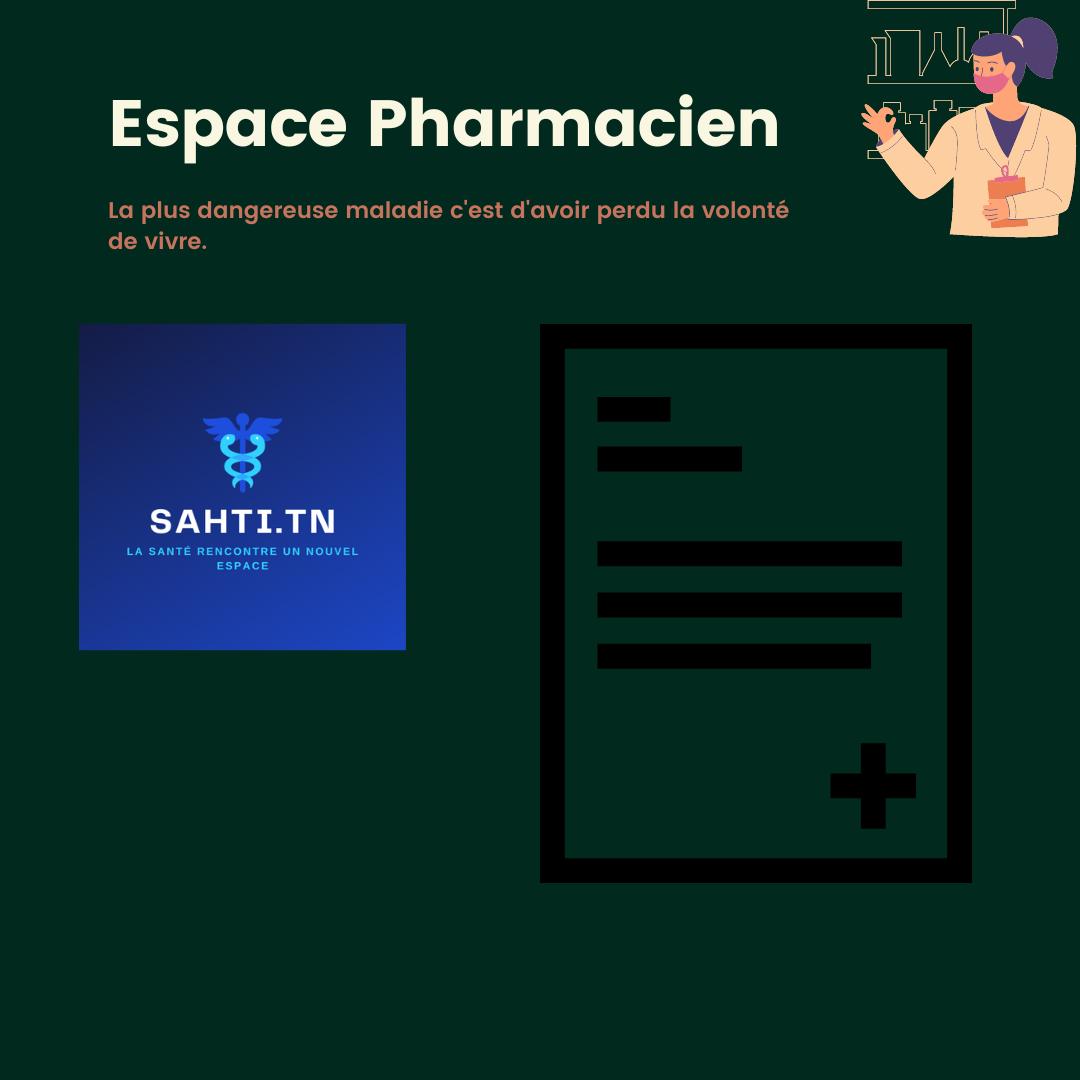 Espace Pharmacien
La plus dangereuse maladie c'est d'avoir perdu la volonté
de vivre.
SAHTI.TN
LA SANTÉ RENCONTRE UN NOUVEL
ESPACE